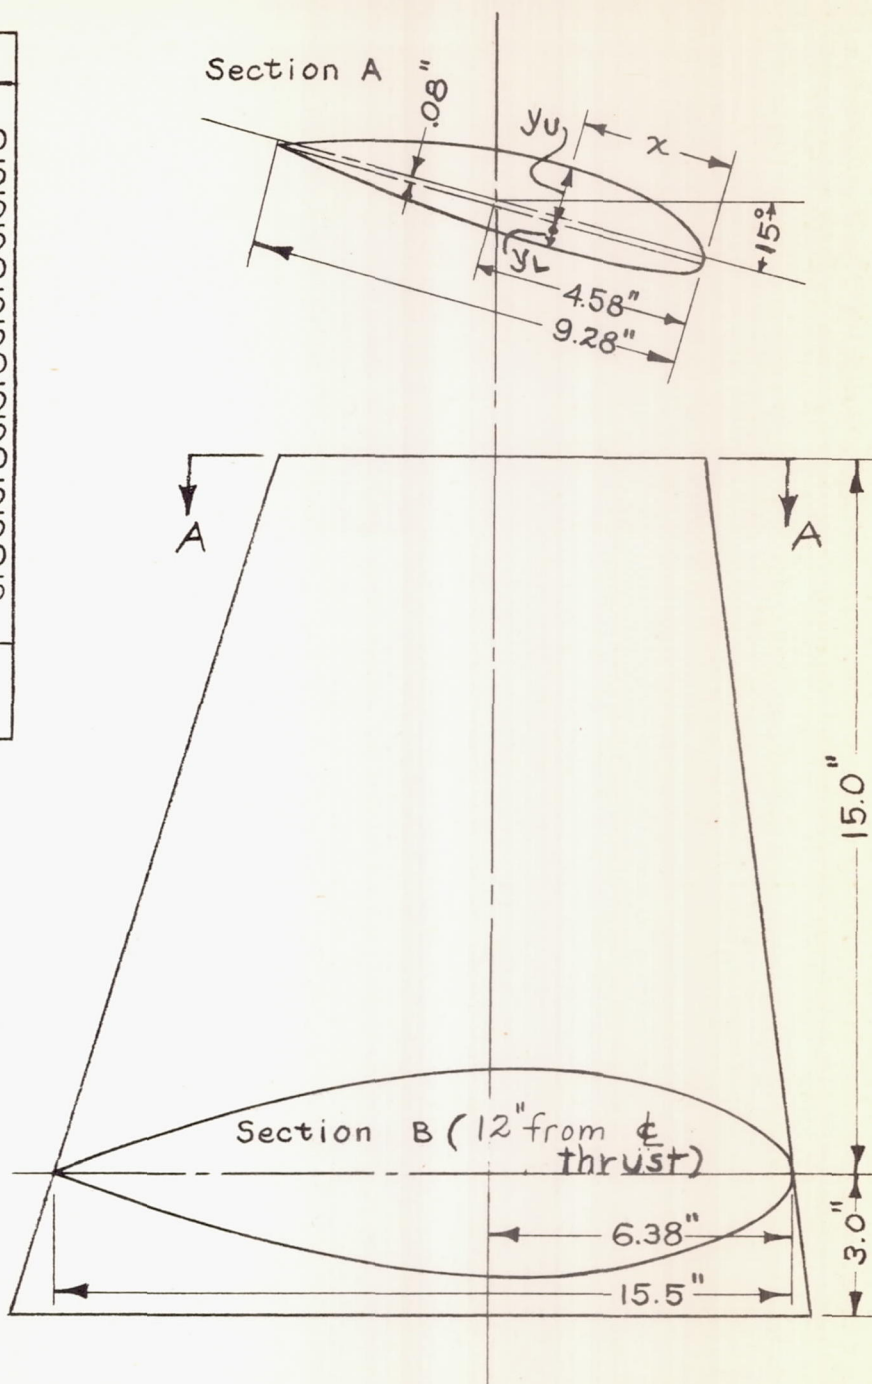 Section A
.08"
yU
x
15°
yL
4.58"
9.28"
A
A
15.0"
Section B (12" from ℄
thrust)
6.38"
15.5"
3.0"